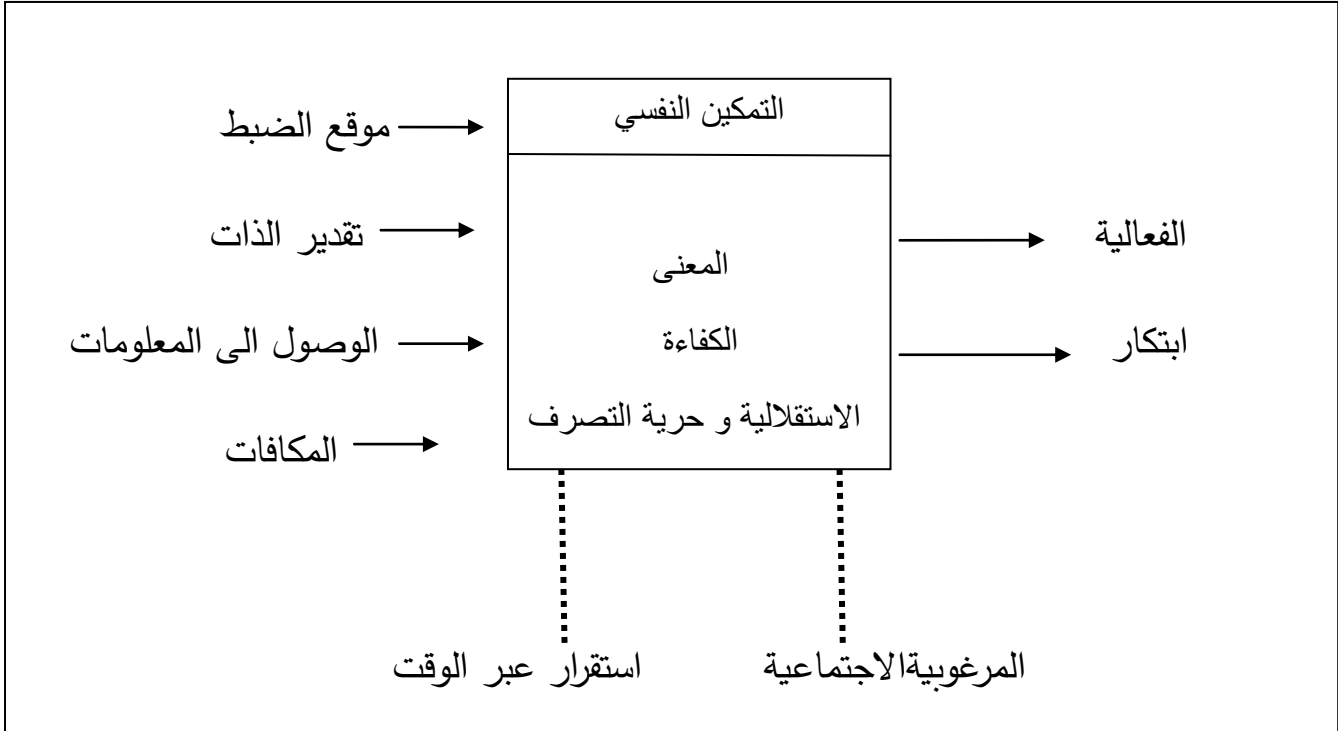 التمكين النفسي
موقع الضبط
تقدير الذات
الوصول الى المعلومات
المكافات
المعنى
الكفاءة
الاستقلالية و حرية التصرف
الفعالية
ابتكار
استقرار عبر الوقت
المرغوبيةالاجتماعية